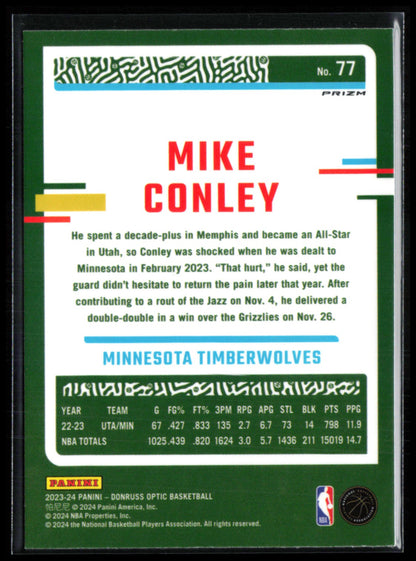 No. 77
PRIZM
MIKE
CONLEY
He spent a decade-plus in Memphis and became an All-Star
in Utah, so Conley was shocked when he was dealt to
Minnesota in February 2023. “That hurt,” he said, yet the
guard didn’t hesitate to return the pain later that year. After
contributing to a rout of the Jazz on Nov. 4, he delivered a
double-double in a win over the Grizzlies on Nov. 26.
MINNESOTA TIMBERWOLVES
YEAR TEAM G FG% FT% 3PM RPG APG STL BLK PTS PPG
22-23 UTA/MIN 67 .427 .833 135 2.7 6.7 73 14 798 11.9
NBA TOTALS 1025 .439 .820 1624 3.0 5.7 1436 211 15019 14.7
PANINI
2023-24 PANINI – DONRUSS OPTIC BASKETBALL
帕尼尼 © 2024 Panini America, Inc.
© 2024 NBA Properties, Inc.
© 2024 the National Basketball Players Association. All rights reserved.
NBA